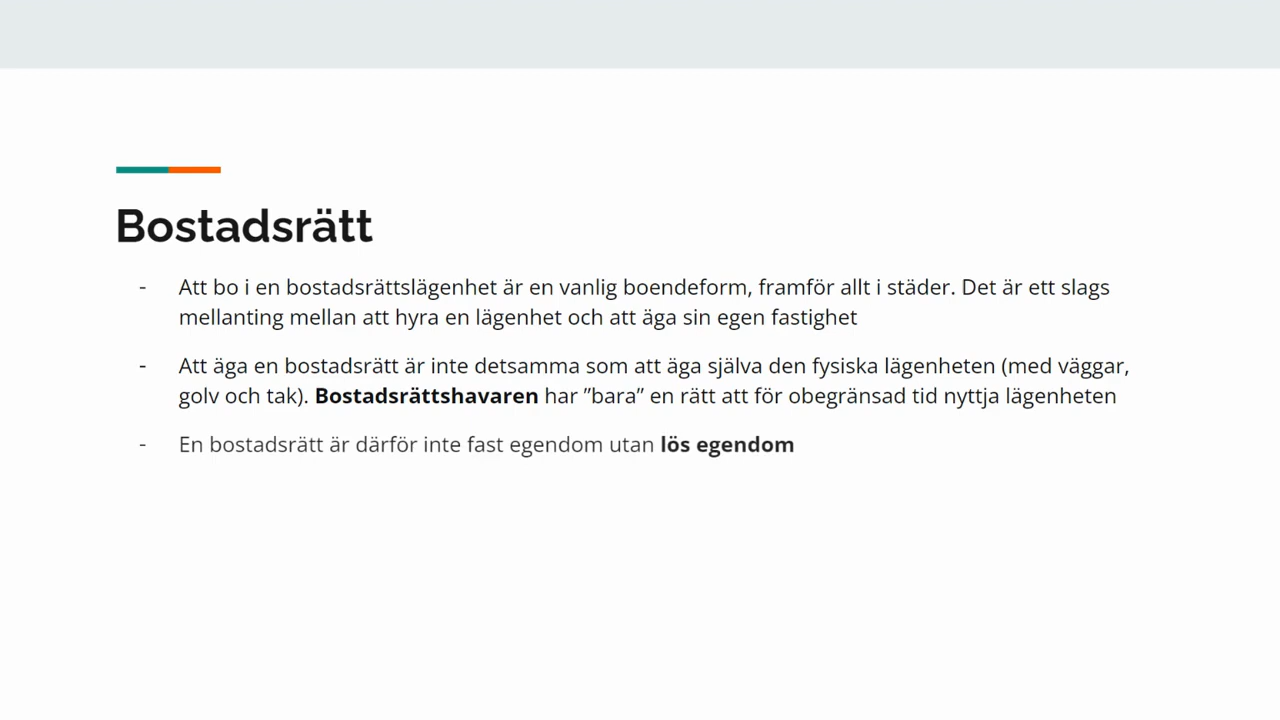 Bostadsrätt
- Att bo i en bostadsrättslägenhet är en vanlig boendeform, framför allt i städer. Det är ett slags
mellanting mellan att hyra en lägenhet och att äga sin egen fastighet
- Att äga en bostadsrätt är inte detsamma som att äga själva den fysiska lägenheten (med väggar,
golv och tak). Bostadsrättshavaren har ”bara” en rätt att för obegränsad tid nyttja lägenheten
- En bostadsrätt är därför inte fast egendom utan lös egendom